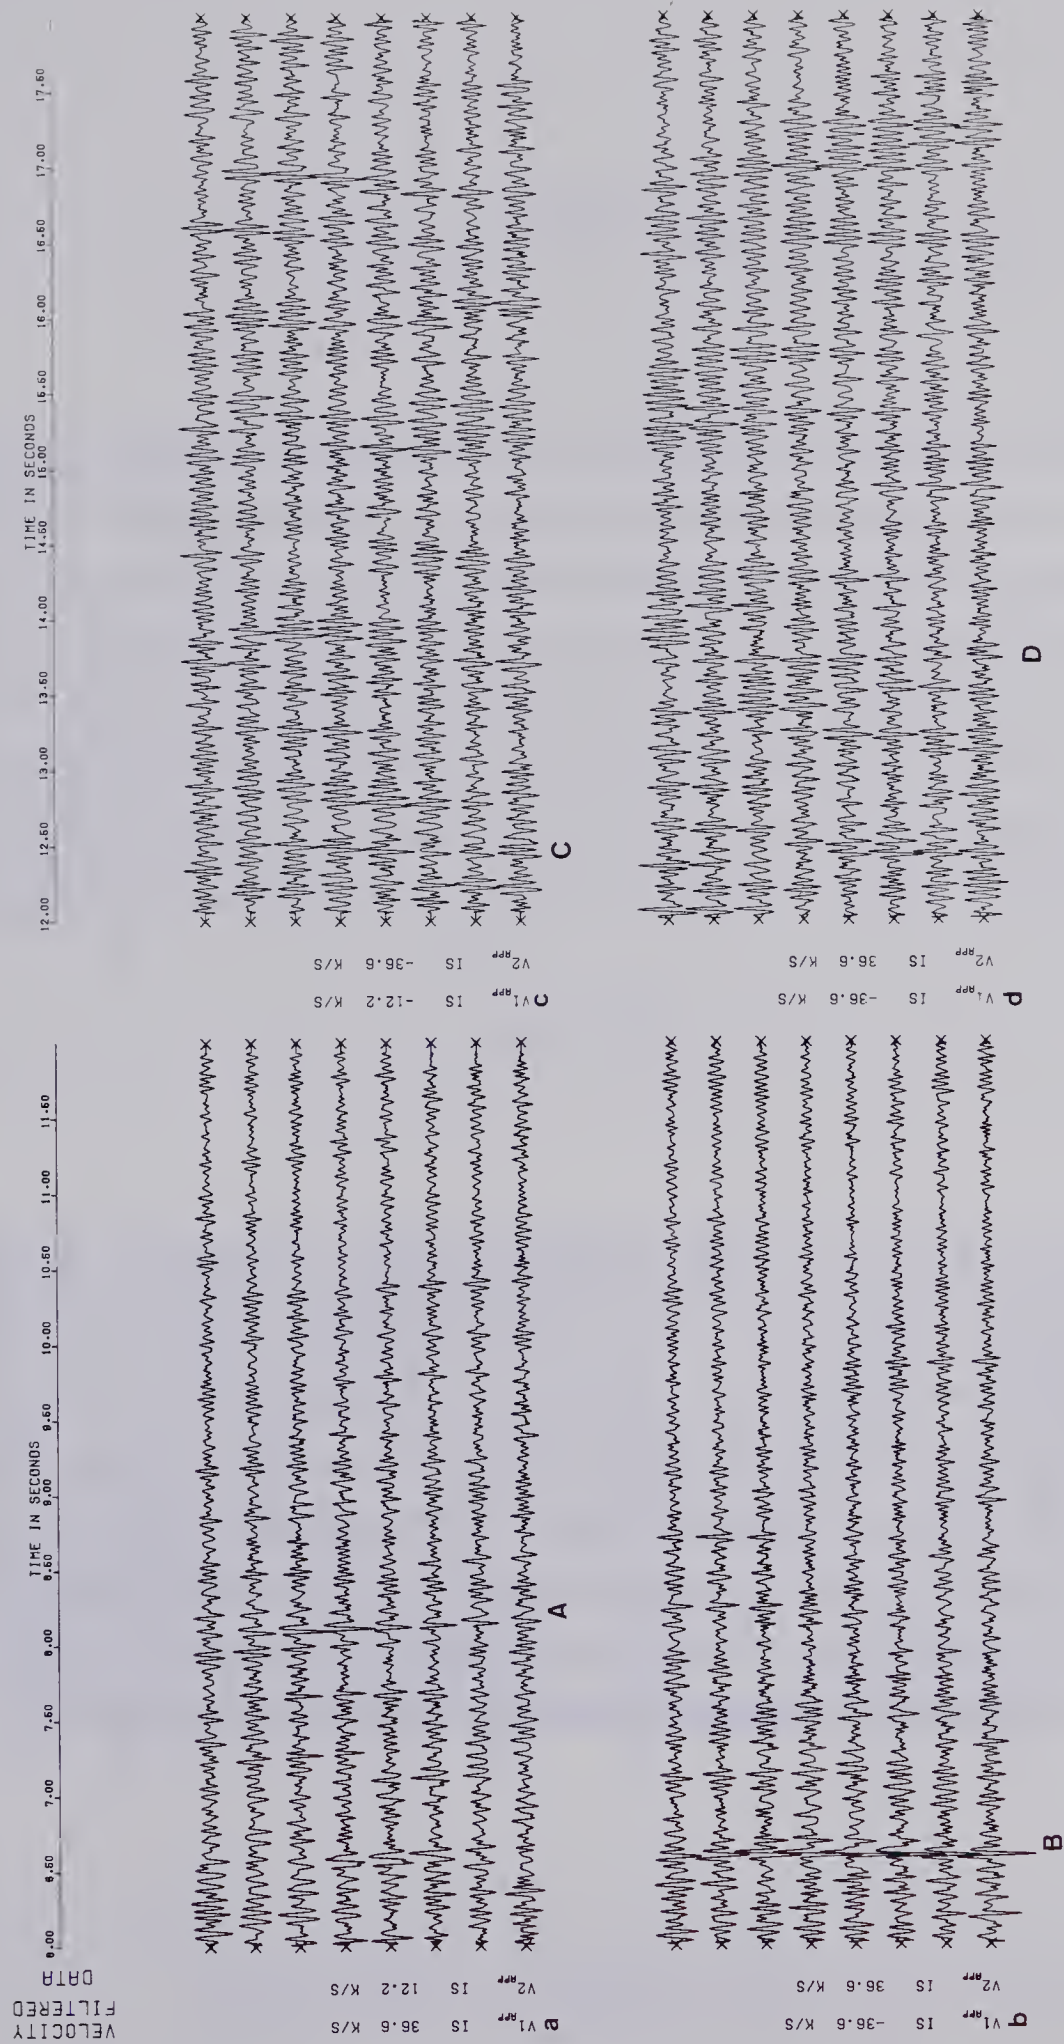 VELOCITY
FILTERED
DATA
TIME IN SECONDS
6.00 6.50 7.00 7.50 8.00 8.50 9.00 9.50 10.00 10.50 11.00 11.50
V1APP IS 36.6 K/S
V2APP IS 12.2 K/S
a
A
V1APP IS -36.6 K/S
V2APP IS 36.6 K/S
b
B
TIME IN SECONDS
12.00 12.50 13.00 13.50 14.00 14.50 15.00 15.50 16.00 16.50 17.00 17.50
V1APP IS -12.2 K/S
V2APP IS -36.6 K/S
c
C
V1APP IS -36.6 K/S
V2APP IS 36.6 K/S
d
D